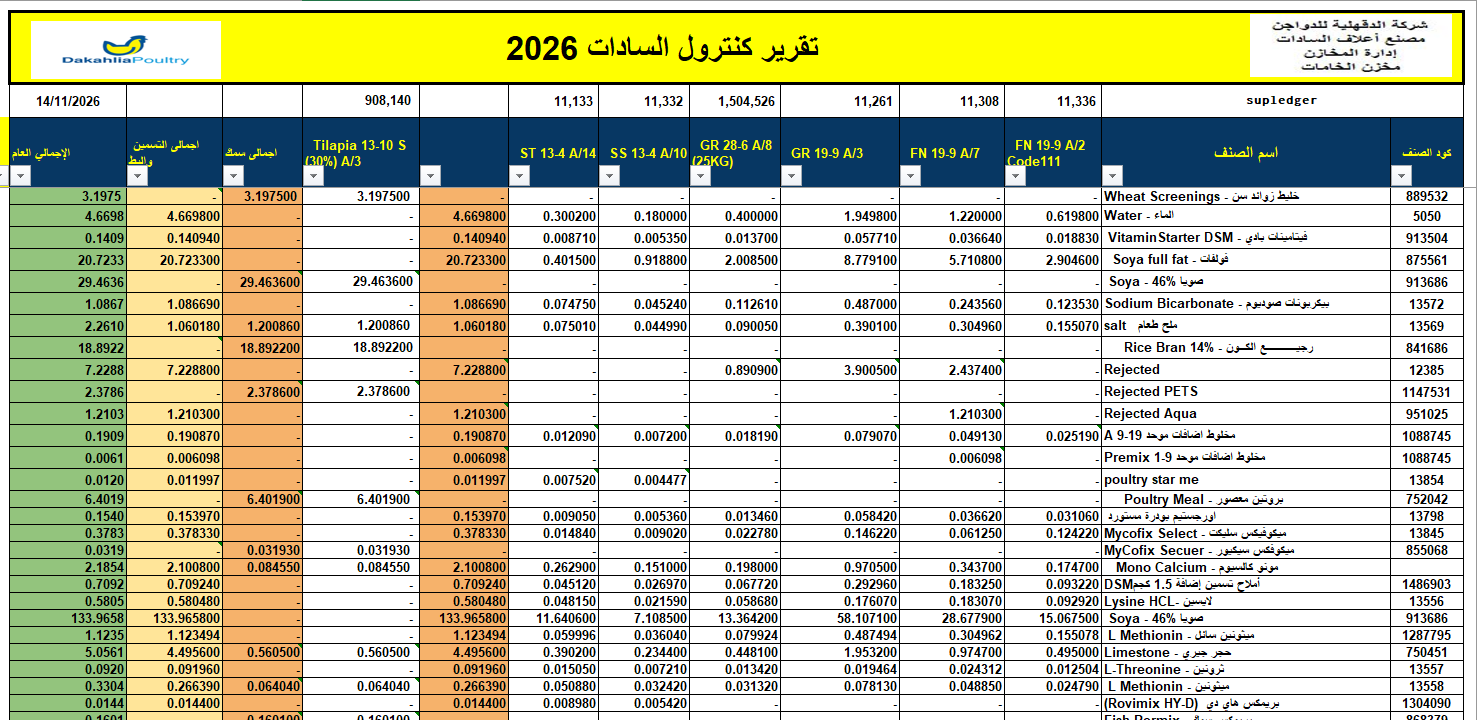 شركة الدقهلية للدواجن
مصنع أعلاف السادات
إدارة المخازن
مخزن الخامات
تقرير كنترول السادات 2026
DakahliaPoultry
14/11/2026 908,140 11,133 11,332 1,504,526 11,261 11,308 11,336 supledger
الإجمالي العام اجمالى التسمين والبط اجمالى سمك Tilapia 13-10 S (30%) A/3 ST 13-4 A/14 SS 13-4 A/10 GR 28-6 A/8 (25KG) GR 19-9 A/3 FN 19-9 A/7 FN 19-9 A/2 Code111 اسم الصنف كود الصنف
3.1975 - 3.197500 3.197500 - - - - - - - Wheat Screenings - خليط زوائد سن 889532
4.6698 4.669800 - - 4.669800 0.300200 0.180000 0.400000 1.949800 1.220000 0.619800 Water - الماء 5050
0.1409 0.140940 - - 0.140940 0.008710 0.005350 0.013700 0.057710 0.036640 0.018830 VitaminStarter DSM - فيتامينات بادي 913504
20.7233 20.723300 - - 20.723300 0.401500 0.918800 2.008500 8.779100 5.710800 2.904600 Soya full fat - فولفات 875561
29.4636 - 29.463600 29.463600 - - - - - - - Soya - 46% صويا 913686
1.0867 1.086690 - - 1.086690 0.074750 0.045240 0.112610 0.487000 0.243560 0.123530 Sodium Bicarbonate - بيكربونات صوديوم 13572
2.2610 1.060180 1.200860 1.200860 1.060180 0.075010 0.044990 0.090050 0.390100 0.304960 0.155070 salt ملح طعام 13569
18.8922 - 18.892200 18.892200 - - - - - - - Rice Bran 14% - رجيـــــــع الكـون 841686
7.2288 7.228800 - - 7.228800 - - 0.890900 3.900500 2.437400 - Rejected 12385
2.3786 - 2.378600 2.378600 - - - - - - - Rejected PETS 1147531
1.2103 1.210300 - - 1.210300 - - - - 1.210300 - Rejected Aqua 951025
0.1909 0.190870 - - 0.190870 0.012090 0.007200 0.018190 0.079070 0.049130 0.025190 A 9-19 مخلوط اضافات موحد 1088745
0.0061 0.006098 - - 0.006098 - - - - 0.006098 - Premix 1-9 مخلوط اضافات موحد 1088745
0.0120 0.011997 - - 0.011997 0.007520 0.004477 - - - - poultry star me 13854
6.4019 - 6.401900 6.401900 - - - - - - - Poultry Meal - بروتين معصور 752042
0.1540 0.153970 - - 0.153970 0.009050 0.005360 0.013460 0.058420 0.036620 0.031060 اورجستيم بودرة مستورد 13798
0.3783 0.378330 - - 0.378330 0.014840 0.009020 0.022780 0.146220 0.061250 0.124220 Mycofix Select - ميكوفيكس سليكت 13845
0.0319 - 0.031930 0.031930 - - - - - - - MyCofix Secuer - ميكوفكس سيكيور 855068
2.1854 2.100800 0.084550 0.084550 2.100800 0.262900 0.151000 0.198000 0.970500 0.343700 0.174700 Mono Calcium - مونو كالسيوم
0.7092 0.709240 - - 0.709240 0.045120 0.026970 0.067720 0.292960 0.183250 0.093220 DSMأملاح تسمين إضافة 1.5 كجم 1486903
0.5805 0.580480 - - 0.580480 0.048150 0.021590 0.058680 0.176070 0.183070 0.092920 Lysine HCL- لايسين 13556
133.9658 133.965800 - - 133.965800 11.640600 7.108500 13.364200 58.107100 28.677900 15.067500 Soya - 46% صويا 913686
1.1235 1.123494 - - 1.123494 0.059996 0.036040 0.079924 0.487494 0.304962 0.155078 L Methionin - ميثونين سائل 1287795
5.0561 4.495600 0.560500 0.560500 4.495600 0.390200 0.234400 0.448100 1.953200 0.974700 0.495000 Limestone - حجر جيري 750451
0.0920 0.091960 - - 0.091960 0.015050 0.007210 0.013420 0.019464 0.024312 0.012504 L-Threonine - ثرونين 13557
0.3304 0.266390 0.064040 0.064040 0.266390 0.050880 0.032420 0.031320 0.078130 0.048850 0.024790 L Methionin - ميثونين 13558
0.0144 0.014400 - - 0.014400 0.008980 0.005420 - - - - (Rovimix HY-D) بريمكس هاي دي 1304090